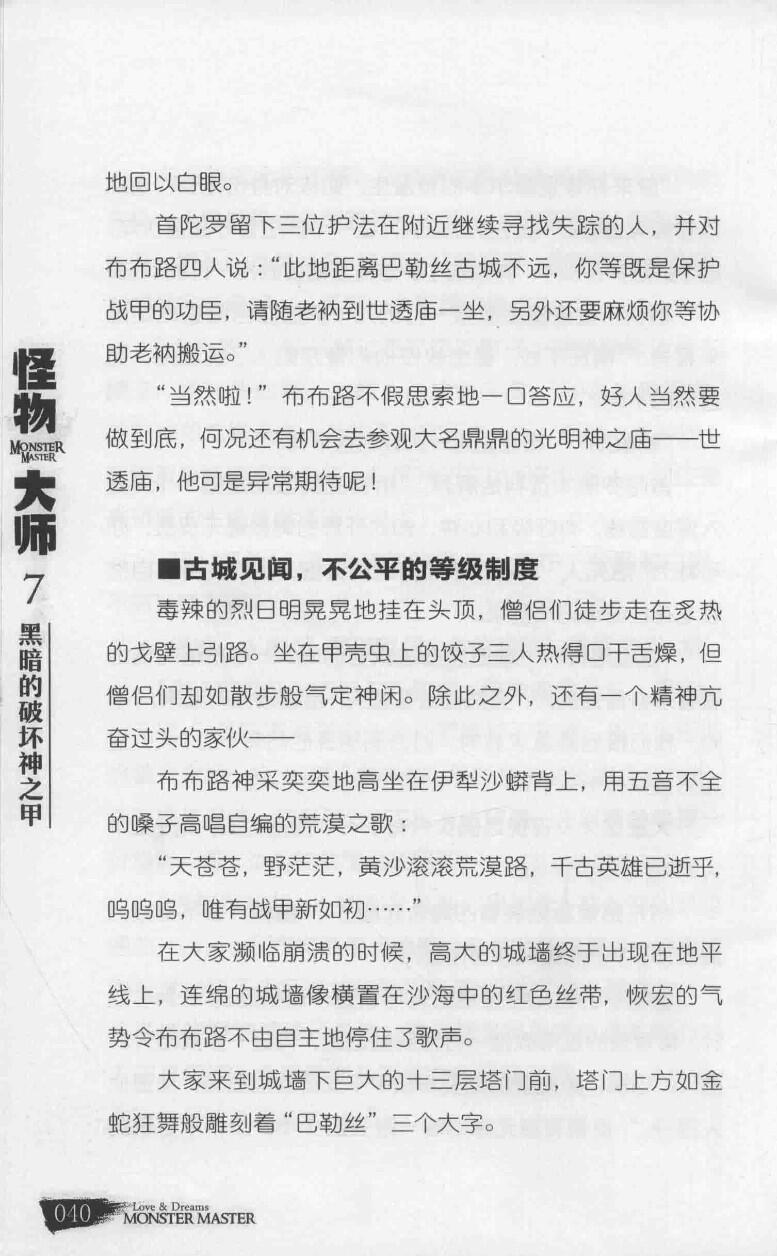 地回以白眼。
首陀罗留下三位护法在附近继续寻找失踪的人，并对
布布路四人说：“此地距离巴勒丝古城不远，你等既是保护
战甲的功臣，请随老衲到世透庙一坐，另外还要麻烦你等协
助老衲搬运。”
“当然啦！”布布路不假思索地一口答应，好人当然要
做到底，何况还有机会去参观大名鼎鼎的光明神之庙——世
透庙，他可是异常期待呢！
■古城见闻，不公平的等级制度
毒辣的烈日明晃晃地挂在头顶，僧侣们徒步走在炙热
的戈壁上引路。坐在甲壳虫上的饺子三人热得口干舌燥，但
僧侣们却如散步般气定神闲。除此之外，还有一个精神亢
奋过头的家伙——
布布路神采奕奕地高坐在伊犁沙蟒背上，用五音不全
的嗓子高唱自编的荒漠之歌：
“天苍苍，野茫茫，黄沙滚滚荒漠路，千古英雄已逝乎，
呜呜呜，唯有战甲新如初……”
在大家濒临崩溃的时候，高大的城墙终于出现在地平
线上，连绵的城墙像横置在沙海中的红色丝带，恢宏的气
势令布布路不由自主地停住了歌声。
大家来到城墙下巨大的十三层塔门前，塔门上方如金
蛇狂舞般雕刻着“巴勒丝”三个大字。
怪物
MONSTER
MASTER
大师
7
黑暗的破坏神之甲
040
Love & Dreams
MONSTER MASTER